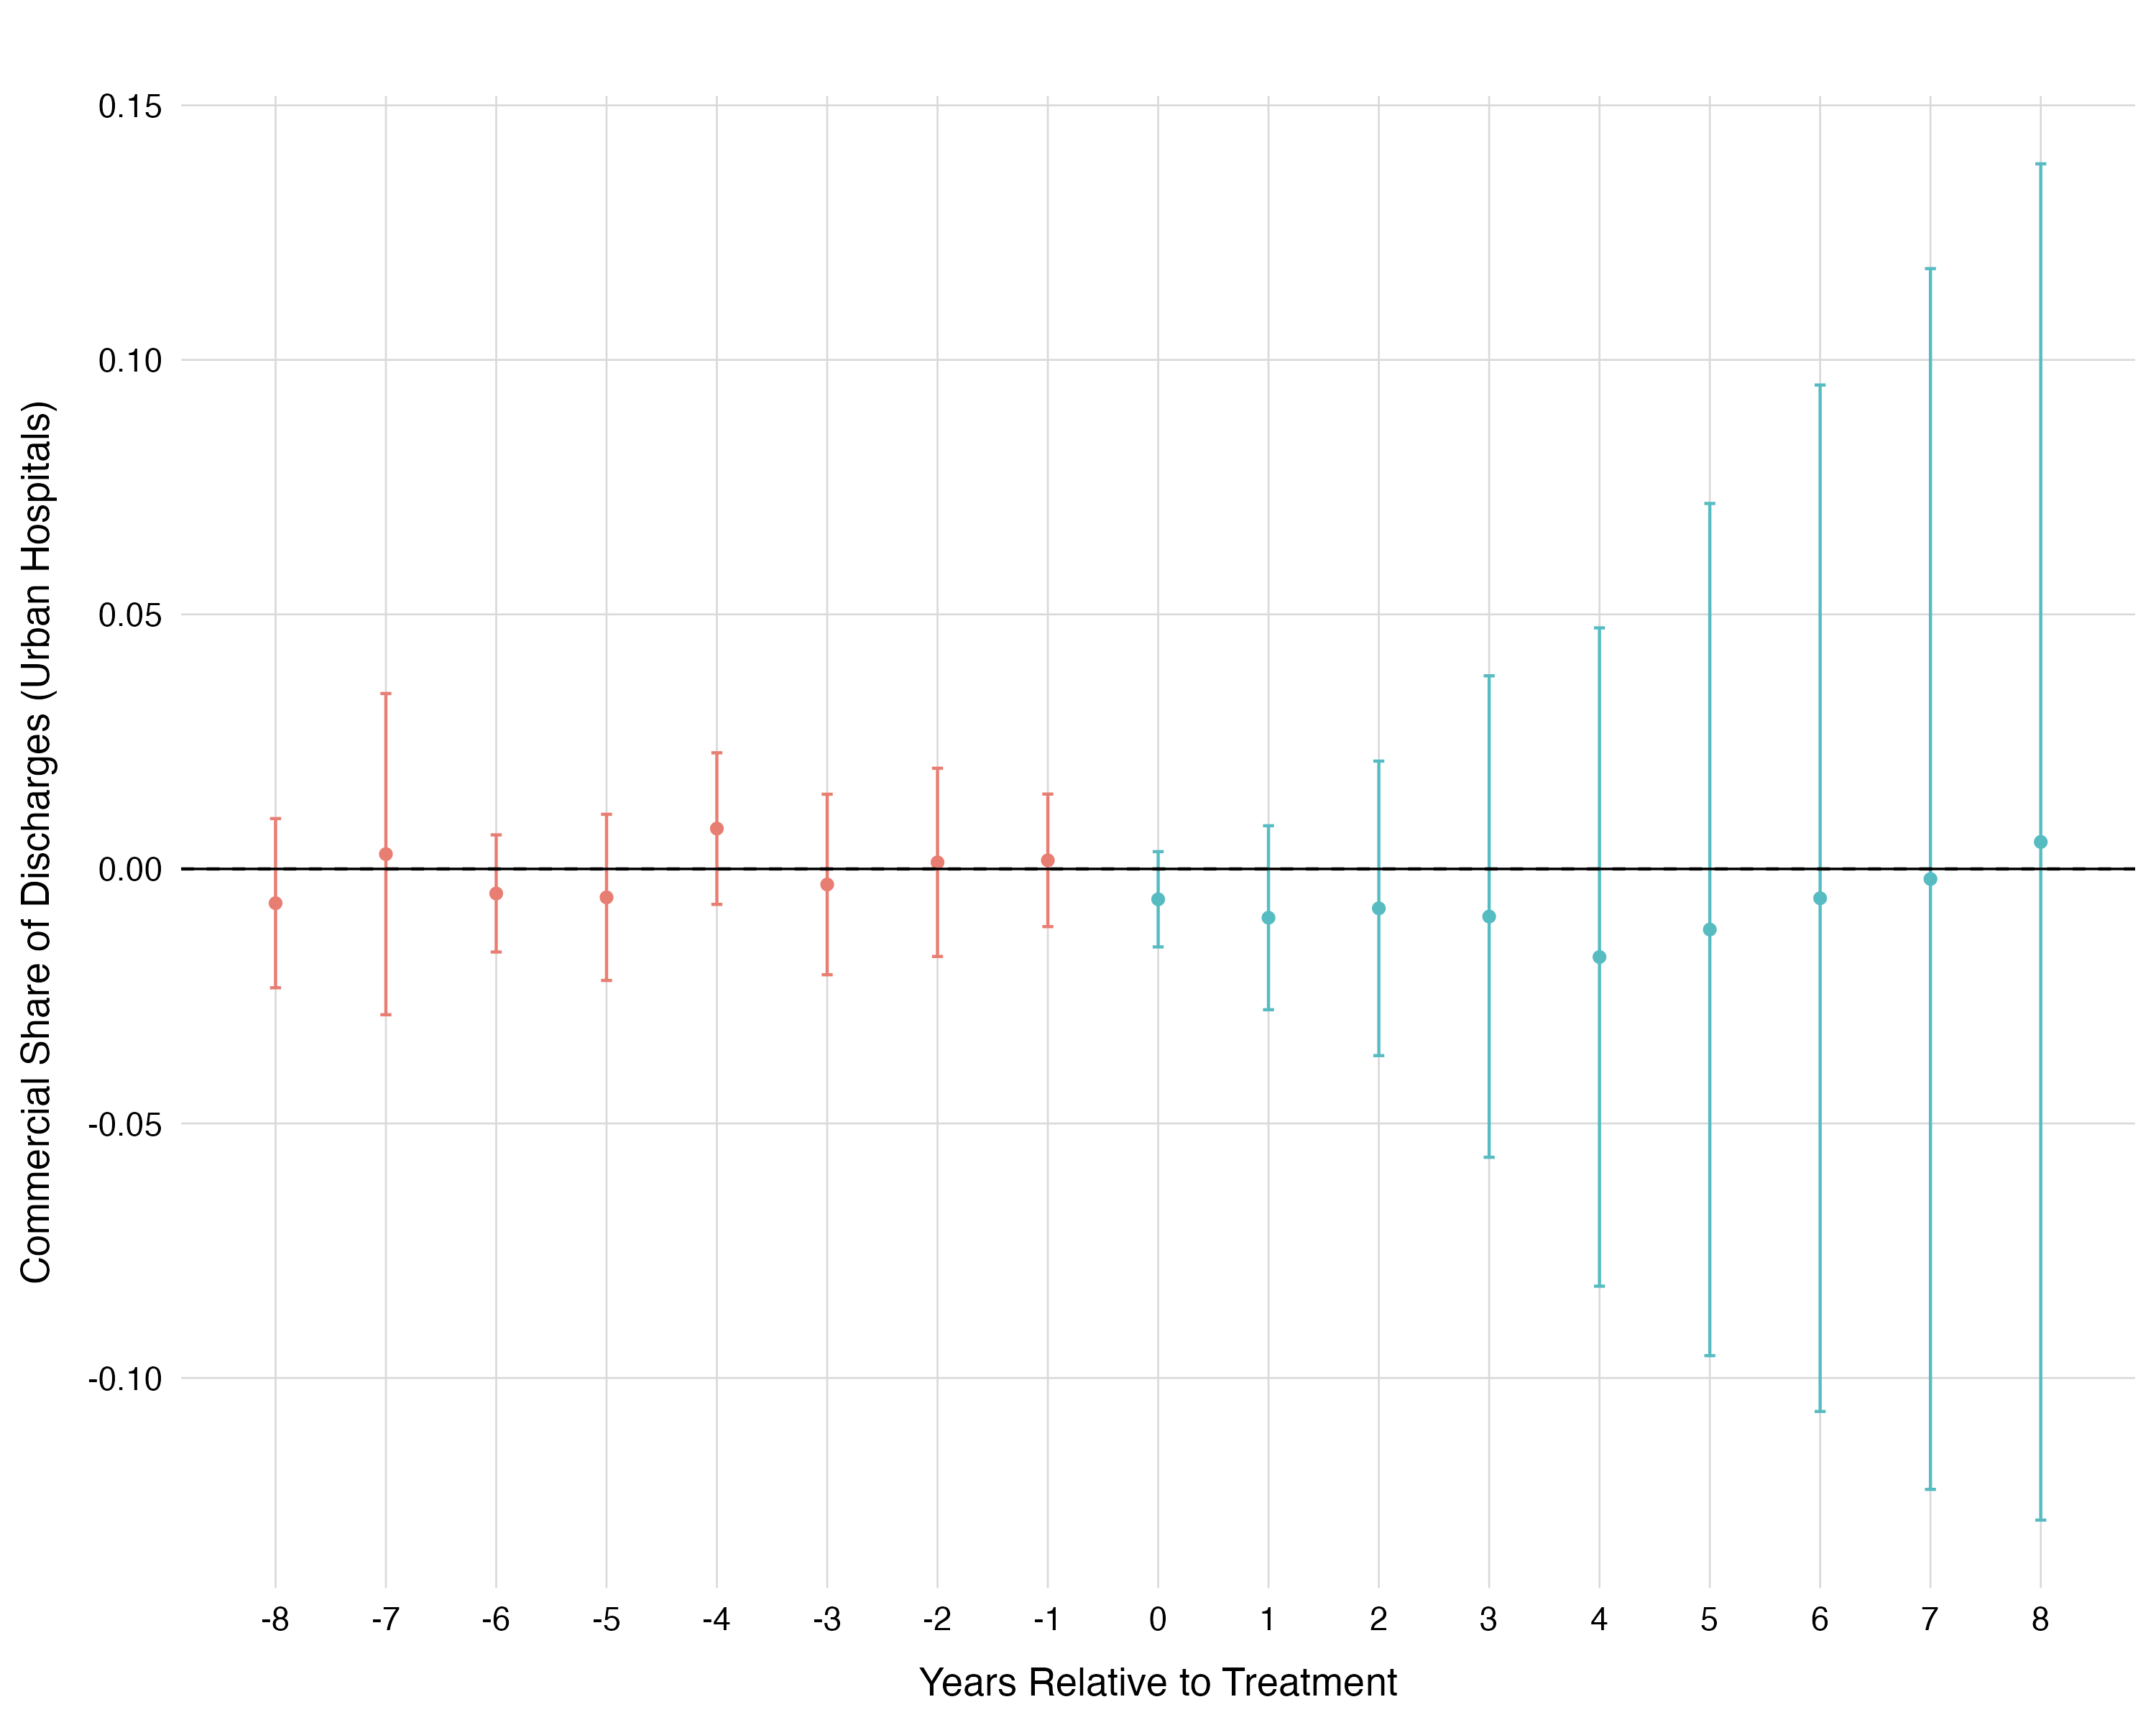 Commercial Share of Discharges (Urban Hospitals)
0.15
0.10
0.05
0.00
-0.05
-0.10
-8 -7 -6 -5 -4 -3 -2 -1 0 1 2 3 4 5 6 7 8
Years Relative to Treatment